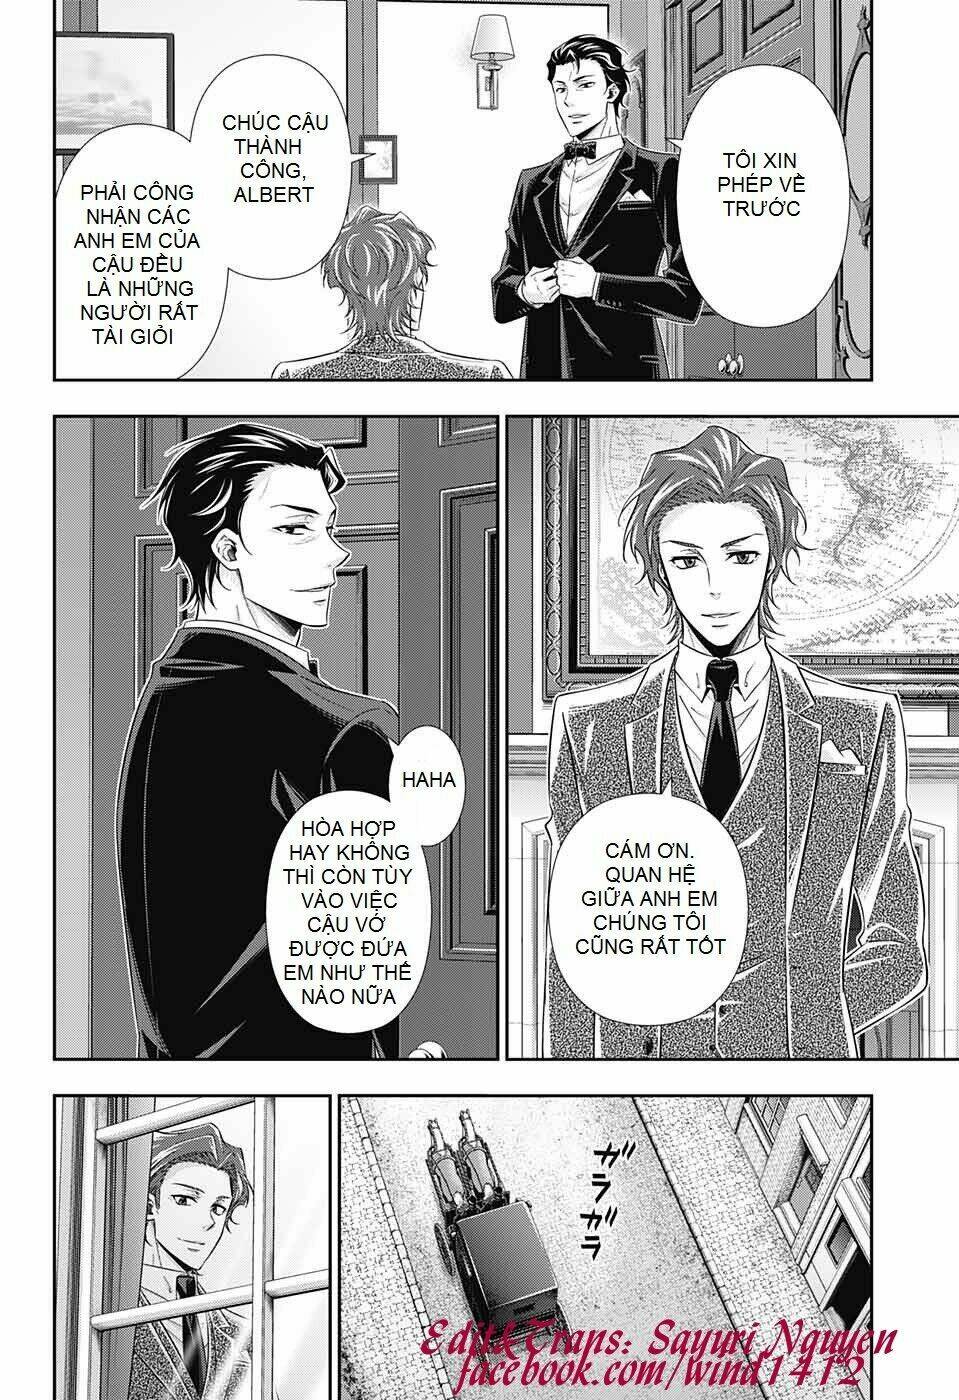 TÔI XIN
PHÉP VỀ
TRƯỚC
CHÚC CẬU
THÀNH
CÔNG,
ALBERT
PHẢI CÔNG
NHẬN CÁC
ANH EM CỦA
CẬU ĐỀU
LÀ NHỮNG
NGƯỜI RẤT
TÀI GIỎI
CÁM ƠN.
QUAN HỆ
GIỮA ANH EM
CHÚNG TÔI
CŨNG RẤT TỐT
HAHA
HÒA HỢP
HAY KHÔNG
THÌ CÒN TÙY
VÀO VIỆC
CẬU VỚ
ĐƯỢC ĐỨA
EM NHƯ THẾ
NÀO NỮA
ガラガラ
Edit&Trans: Sayuri Nguyen
facebook.com/wind1412